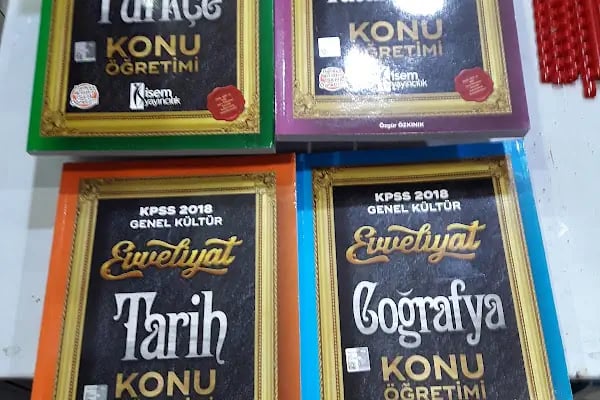 Türkçe
KONU
ÖĞRETİMİ
isem
yayıncılık
KONU
ÖĞRETİMİ
isem
yayıncılık
Özgür ÖZKINIK
KPSS 2018
GENEL KÜLTÜR
Evveliyat
Tarih
KONU
KPSS 2018
GENEL KÜLTÜR
Evveliyat
Coğrafya
KONU
ÖĞRETİMİ